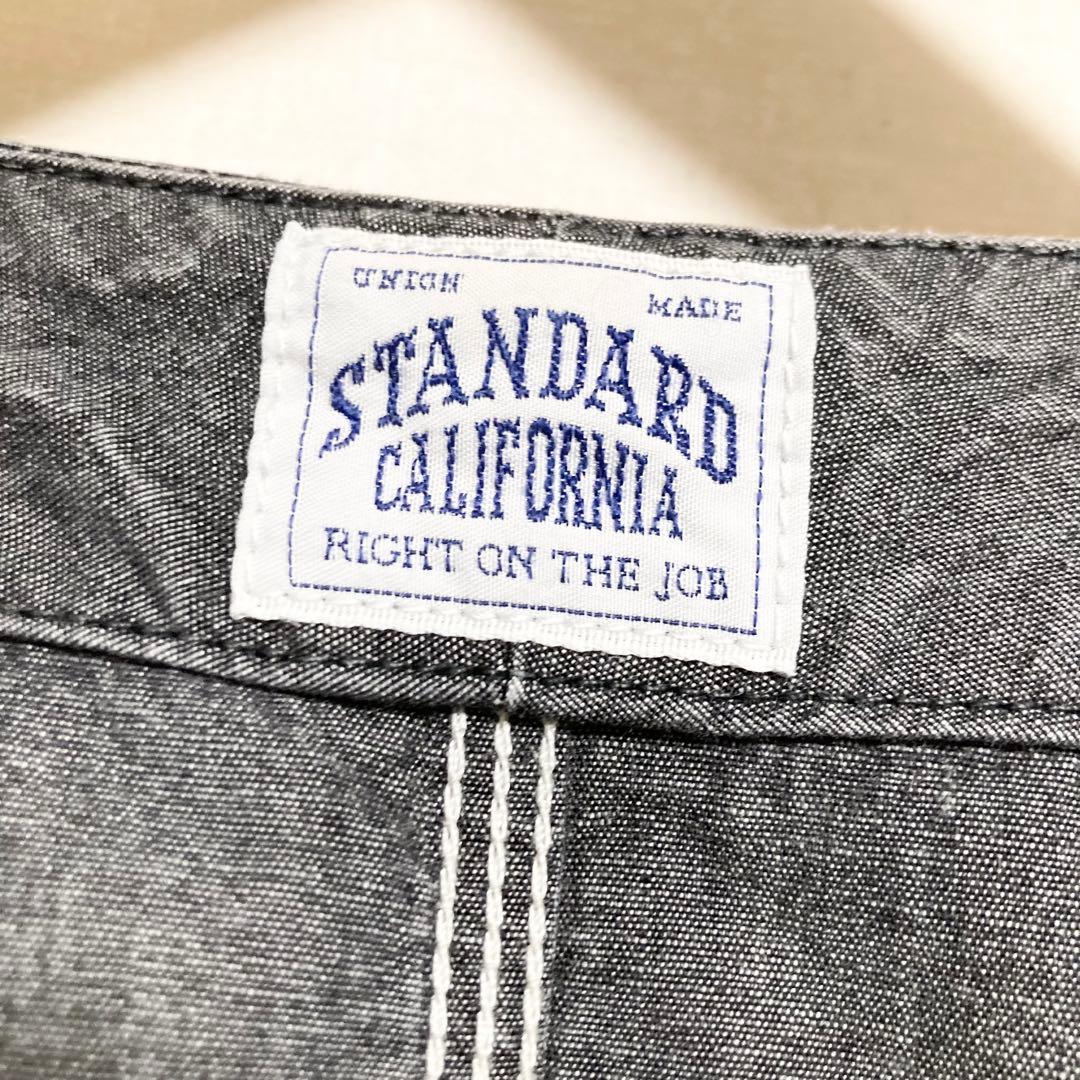 UNION MADE
STANDARD
CALIFORNIA
RIGHT ON THE JOB